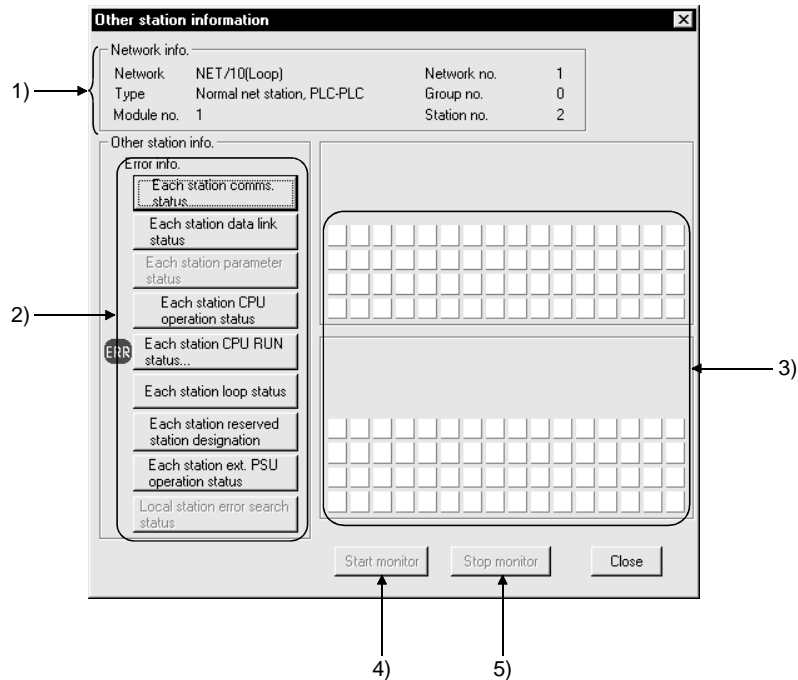 Other station information
1)
Network info.
Network NET/10(Loop) Network no. 1
Type Normal net station, PLC-PLC Group no. 0
Module no. 1 Station no. 2
Other station info.
Error info.
Each station comms.
status
Each station data link
status
Each station parameter
status
2)
Each station CPU
operation status
ERR
Each station CPU RUN
status...
3)
Each station loop status
Each station reserved
station designation
Each station ext. PSU
operation status
Local station error search
status
Start monitor Stop monitor Close
4) 5)